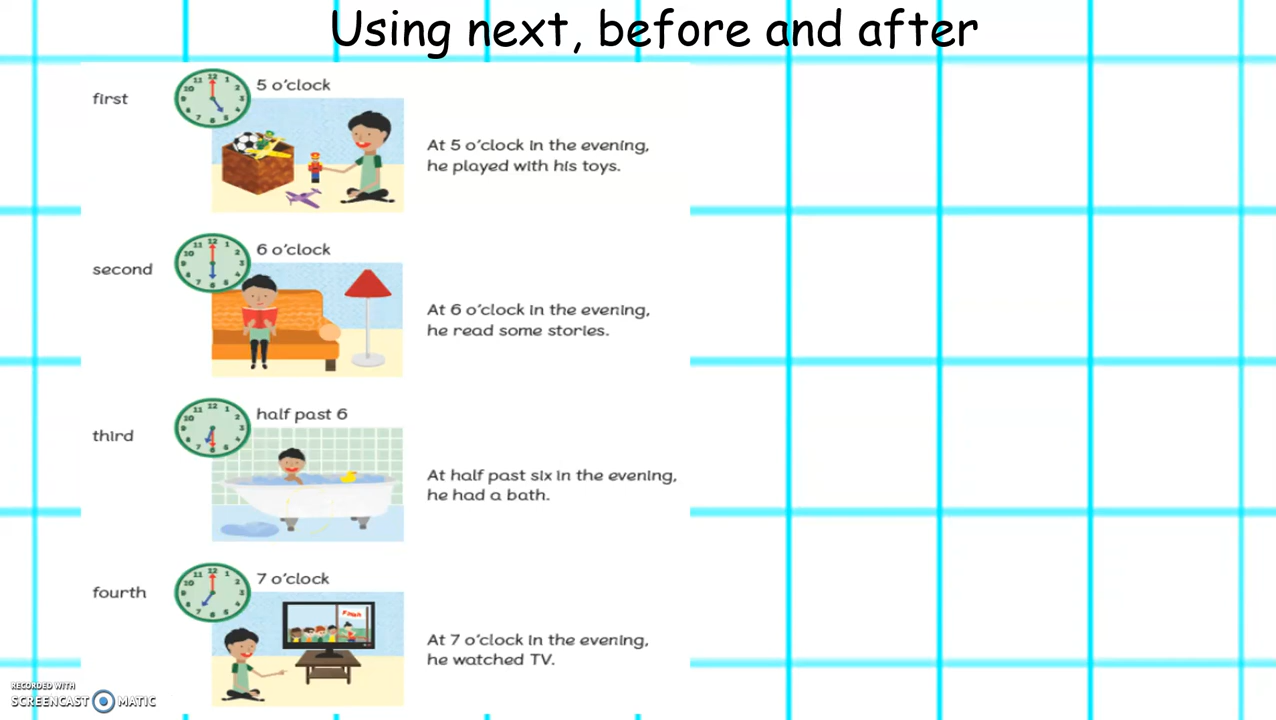 Using next, before and after
first
5 o'clock
At 5 o'clock in the evening,
he played with his toys.
second
6 o'clock
At 6 o'clock in the evening,
he read some stories.
third
half past 6
At half past six in the evening,
he had a bath.
fourth
7 o'clock
At 7 o'clock in the evening,
he watched TV.
RECORDED WITH
SCREENCAST MATIC